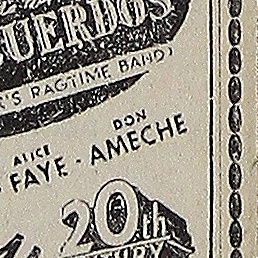 UERDOS
'S RAGTIME BAND)
ALICE DON
FAYE - AMECHE
20th